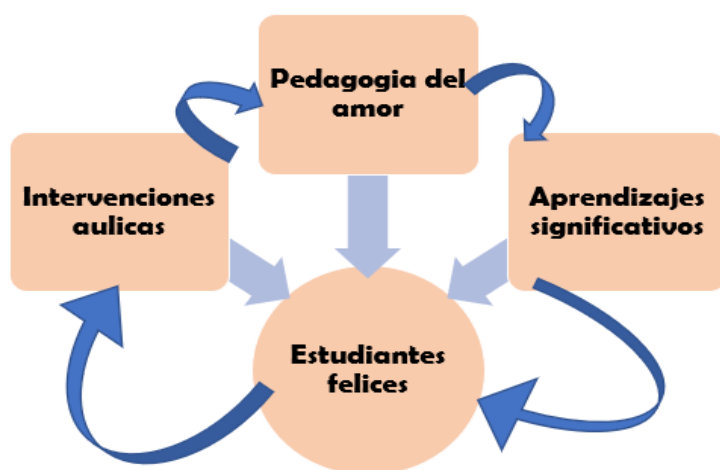 Pedagogia del
amor
Intervenciones
aulicas
Aprendizajes
significativos
Estudiantes
felices